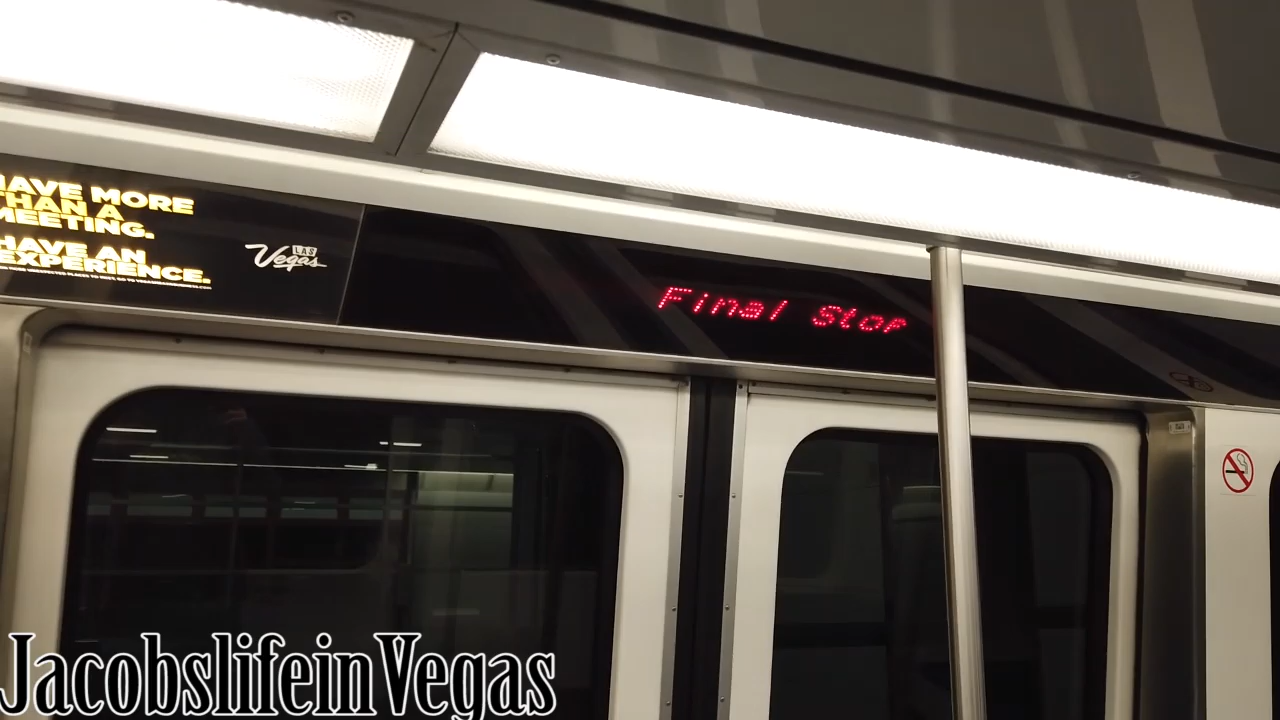 HAVE MORE
THAN A
MEETING.
HAVE AN
EXPERIENCE.
LAS
Vegas
Final Stop
JacobslifeinVegas